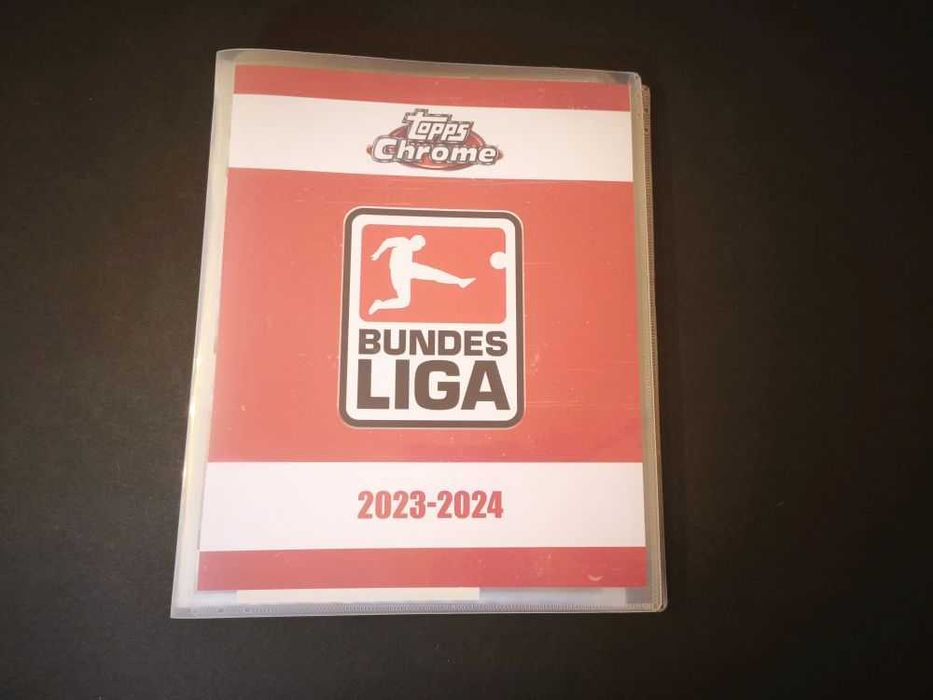 topps
Chrome
BUNDES
LIGA
2023-2024